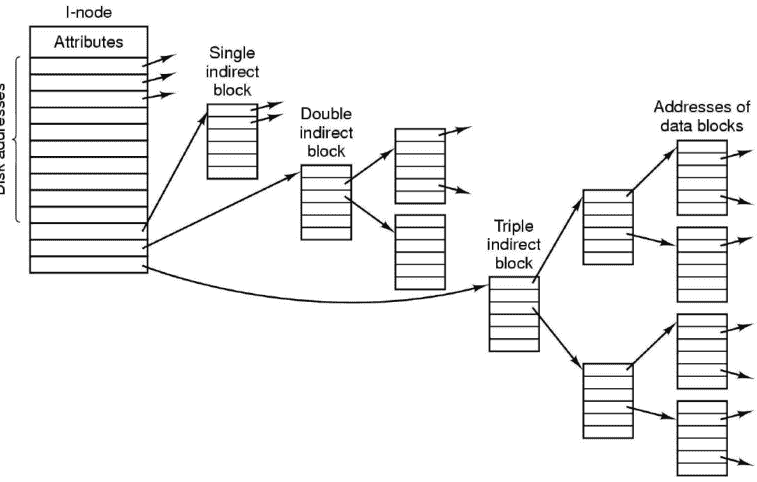 I-node
Attributes
Disk addresses
Single
indirect
block
Double
indirect
block
Triple
indirect
block
Addresses of
data blocks